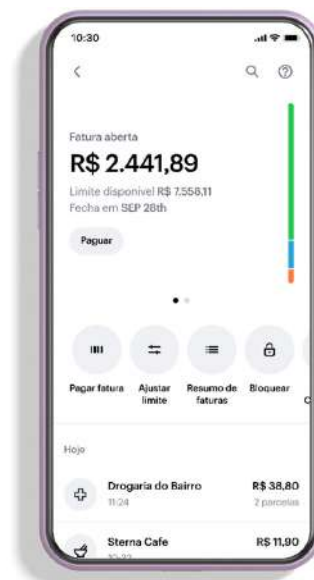 10:30
Fatura aberta
R$ 2.441,89
Limite disponível R$ 7.558,11
Fecha em SEP 28th
Paguar
Pagar fatura
Ajustar limite
Resumo de faturas
Bloquear
C
Hoje
Drogaria do Bairro R$ 38,80
11:24 2 parcelas
Sterna Cafe R$ 11,90